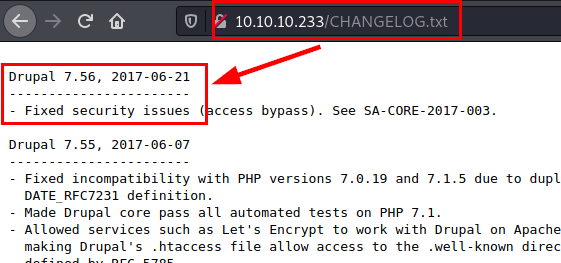 10.10.10.233/CHANGELOG.txt
Drupal 7.56, 2017-06-21
-----------------------
- Fixed security issues (access bypass). See SA-CORE-2017-003.
Drupal 7.55, 2017-06-07
-----------------------
- Fixed incompatibility with PHP versions 7.0.19 and 7.1.5 due to dupl
DATE_RFC7231 definition.
- Made Drupal core pass all automated tests on PHP 7.1.
- Allowed services such as Let's Encrypt to work with Drupal on Apache
making Drupal's .htaccess file allow access to the .well-known direc
defined by RFC 5785.